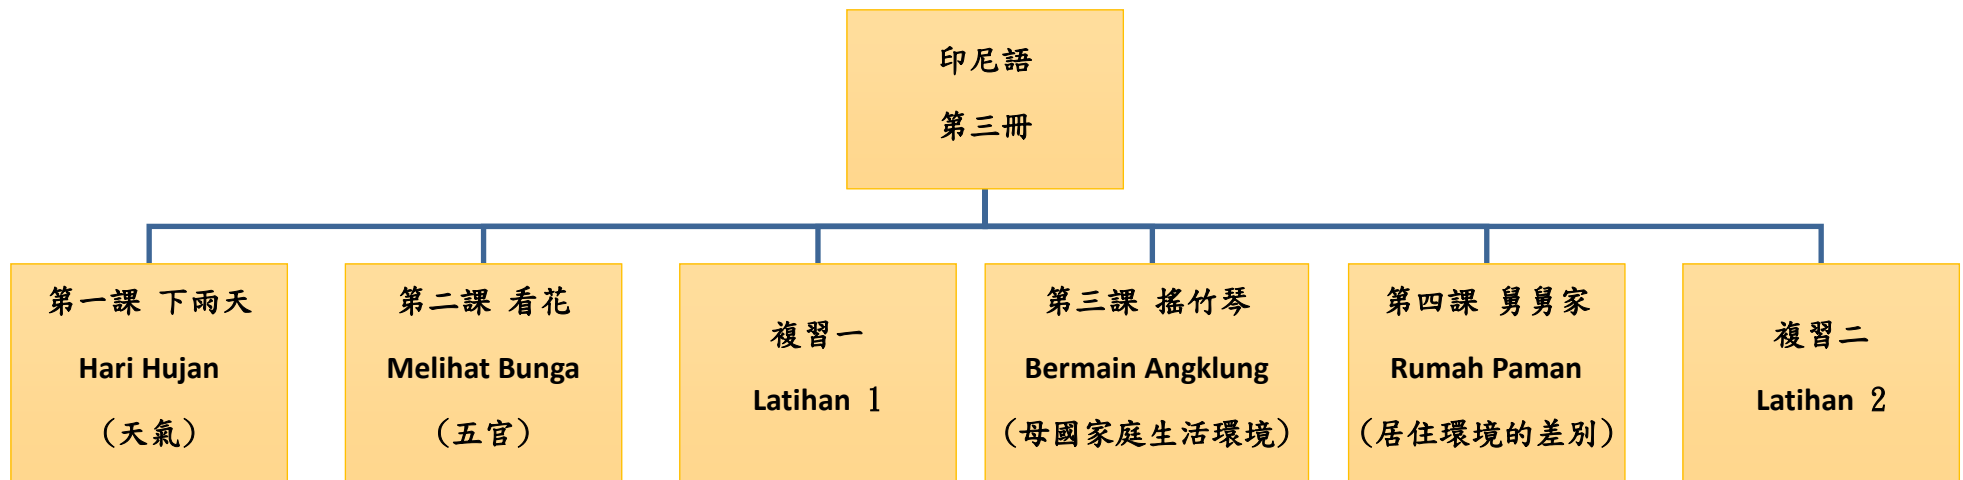 印尼語
第三冊
第一課 下雨天
Hari Hujan
(天氣)
第二課 看花
Melihat Bunga
(五官)
複習一
Latihan 1
第三課 搖竹琴
Bermain Angklung
(母國家庭生活環境)
第四課 舅舅家
Rumah Paman
(居住環境的差別)
複習二
Latihan 2